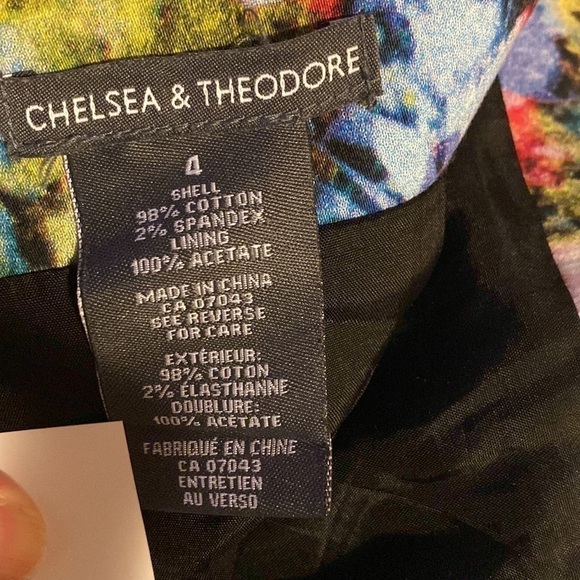 CHELSEA & THEODORE
4
SHELL
98% COTTON
2% SPANDEX
LINING
100% ACETATE
MADE IN CHINA
CA 07043
SEE REVERSE
FOR CARE
EXTÉRIEUR:
98% COTON
2% ÉLASTHANNE
DOUBLURE:
100% ACÉTATE
FABRIQUÉ EN CHINE
CA 07043
ENTRETIEN
AU VERSO